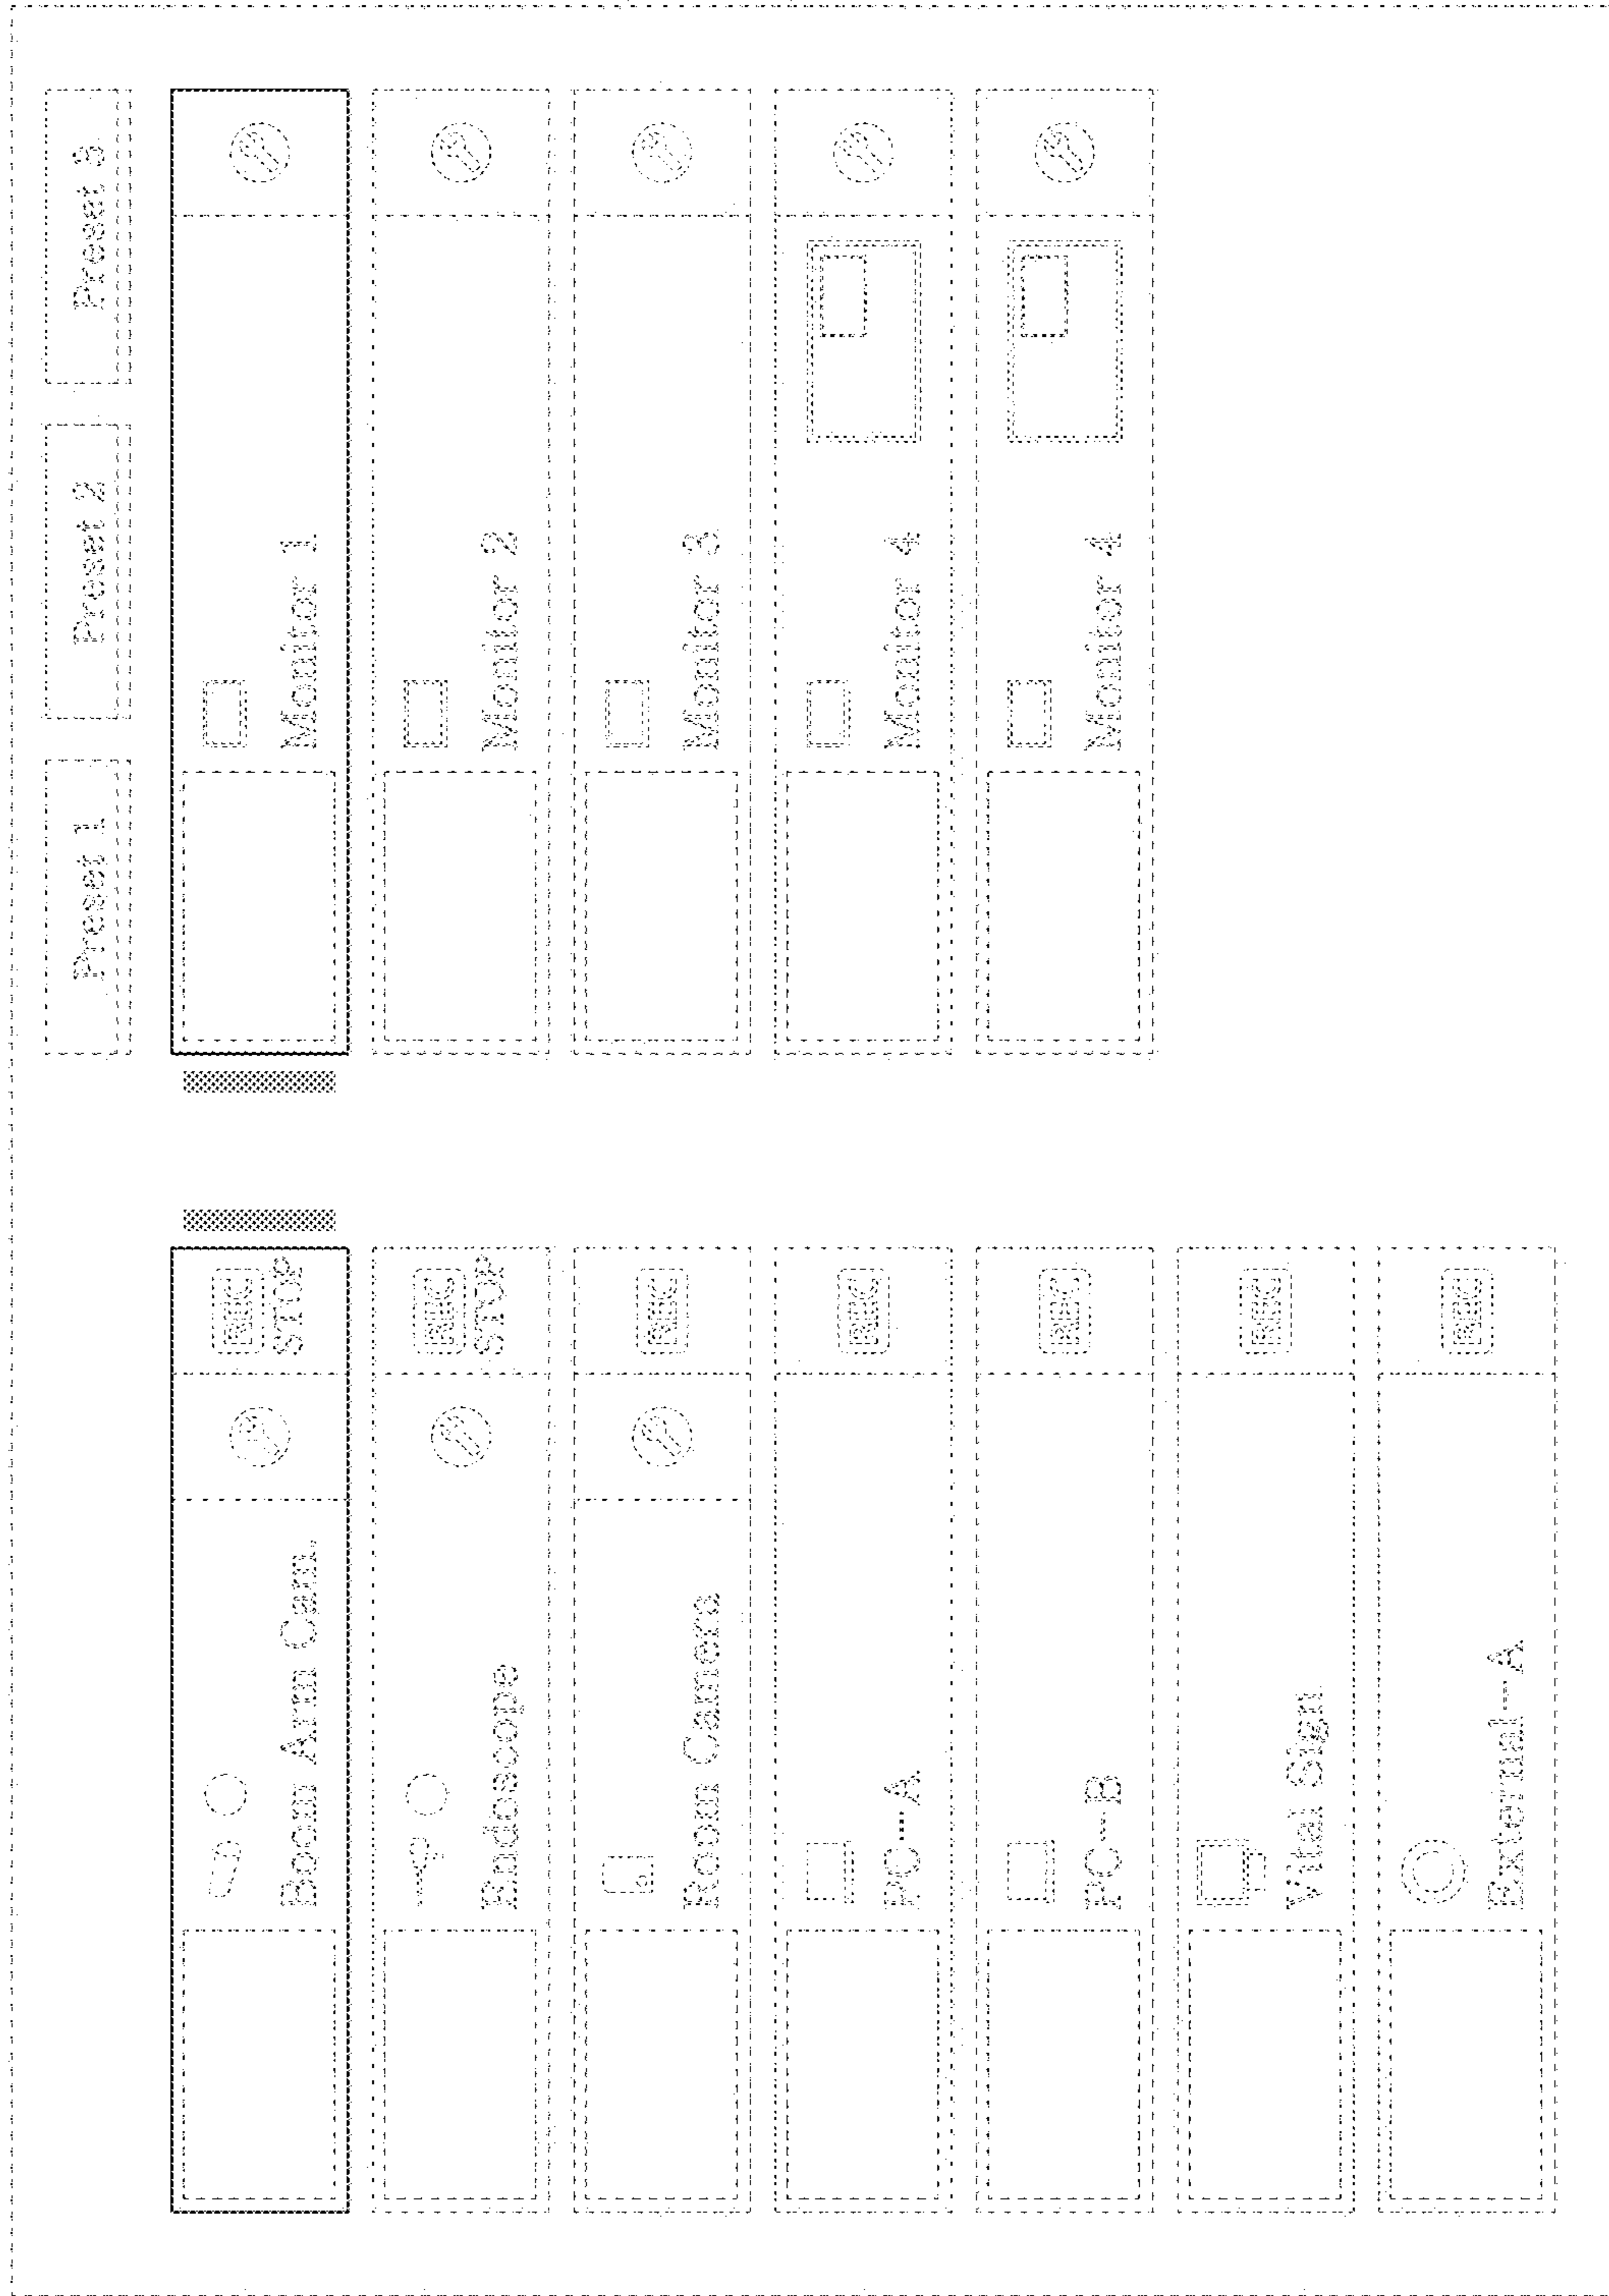 Preset 1
Preset 2
Preset 3
Boom Arm Cam.
REC
STOP
Monitor 1
Endoscope
REC
STOP
Monitor 2
Room Camera
REC
Monitor 3
PC-A
REC
Monitor 4
PC-B
REC
Monitor 4
Vital Sign
REC
External-A
REC